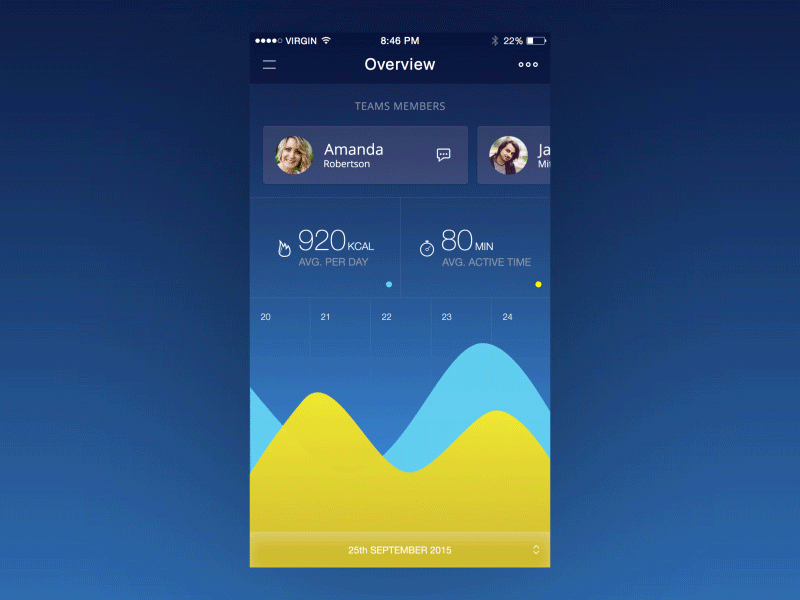 VIRGIN 8:46 PM 22%
Overview
TEAMS MEMBERS
Amanda Ja
Robertson Mit
920 KCAL 80 MIN
AVG. PER DAY AVG. ACTIVE TIME
20 21 22 23 24
25th SEPTEMBER 2015